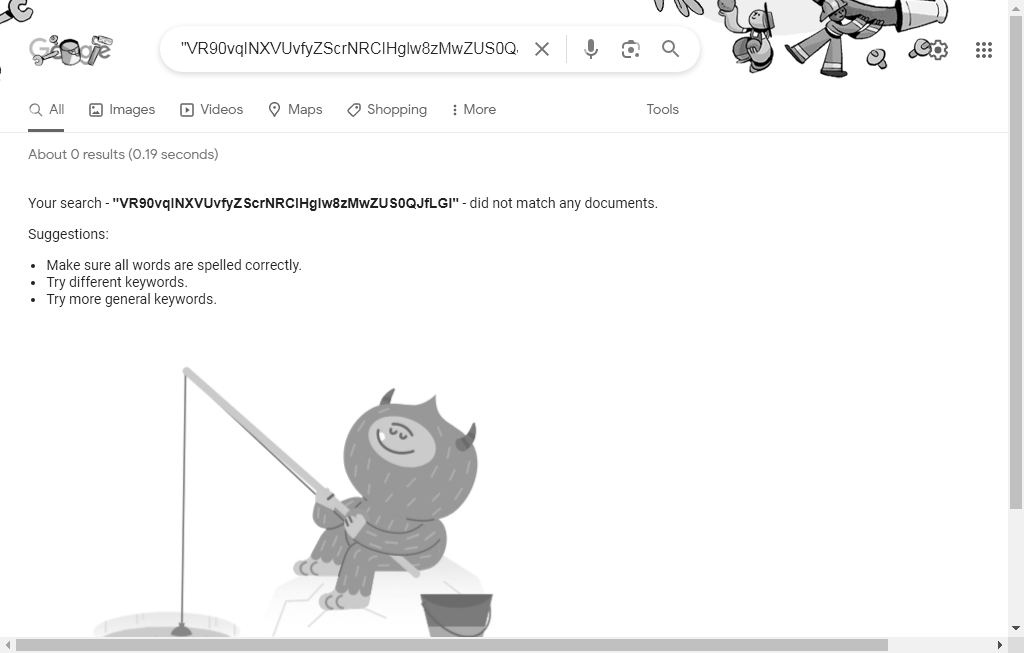 Google
"VR90vqlNXVUvfyZScrNRClHglw8zMwZUS0Q
All
Images
Videos
Maps
Shopping
More
Tools
About 0 results (0.19 seconds)
Your search - "VR90vqlNXVUvfyZScrNRClHglw8zMwZUS0QJfLGl" - did not match any documents.
Suggestions:
Make sure all words are spelled correctly.
Try different keywords.
Try more general keywords.